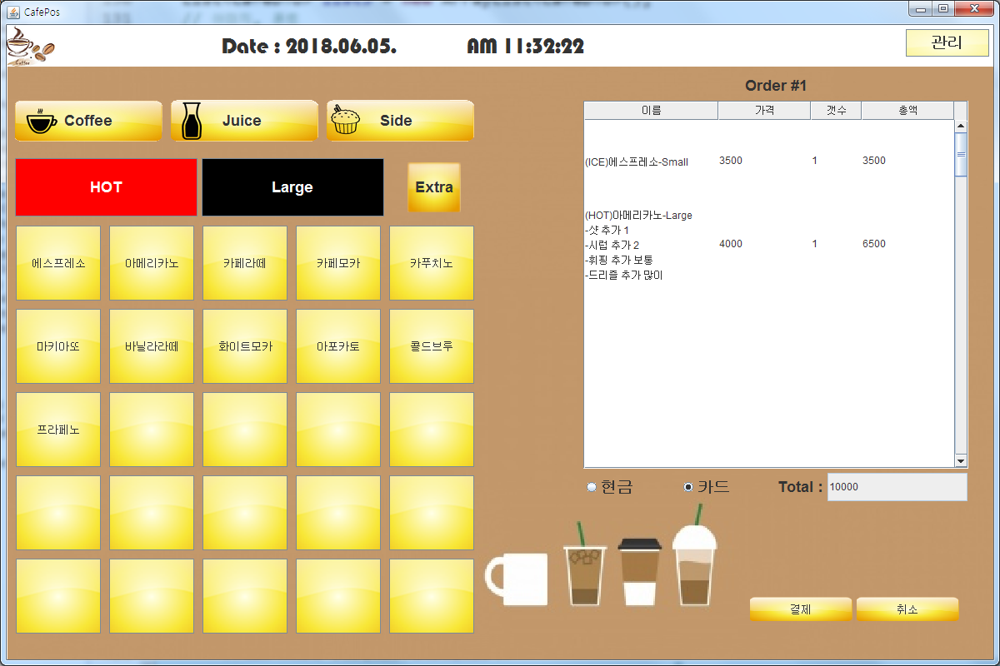 CafePos
Coffee
Date : 2018.06.05. AM 11:32:22
관리
Coffee Juice Side
HOT Large Extra
에스프레소 아메리카노 카페라떼 카페모카 카푸치노
마키아또 바닐라라떼 화이트모카 아포카토 콜드브루
프라페노
Order #1
이름 가격 갯수 총액
(ICE)에스프레소-Small 3500 1 3500
(HOT)아메리카노-Large
-샷 추가 1
-시럽 추가 2 4000 1 6500
-휘핑 추가 보통
-드리즐 추가 많이
현금 카드 Total : 10000
결제 취소